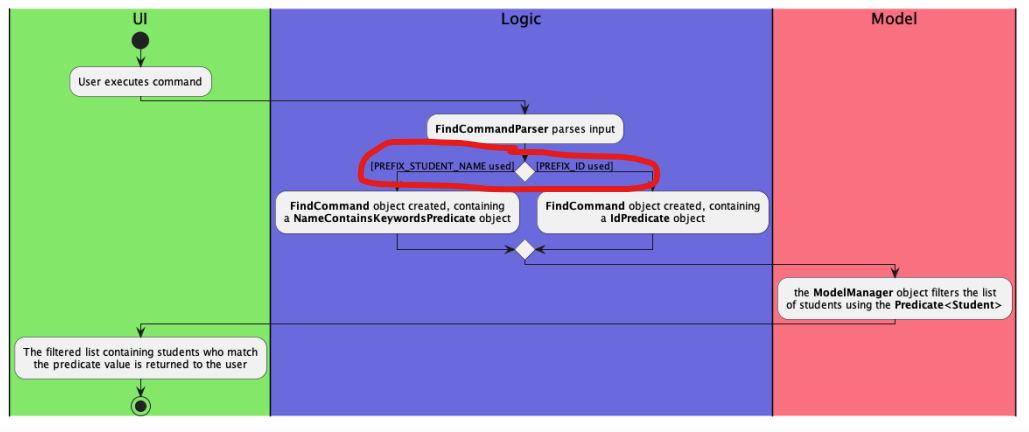 UI
Logic
Model
User executes command
FindCommandParser parses input
[PREFIX_STUDENT_NAME used]
[PREFIX_ID used]
FindCommand object created, containing
a NameContainsKeywordsPredicate object
FindCommand object created, containing
a IdPredicate object
the ModelManager object filters the list
of students using the Predicate<Student>
The filtered list containing students who match
the predicate value is returned to the user